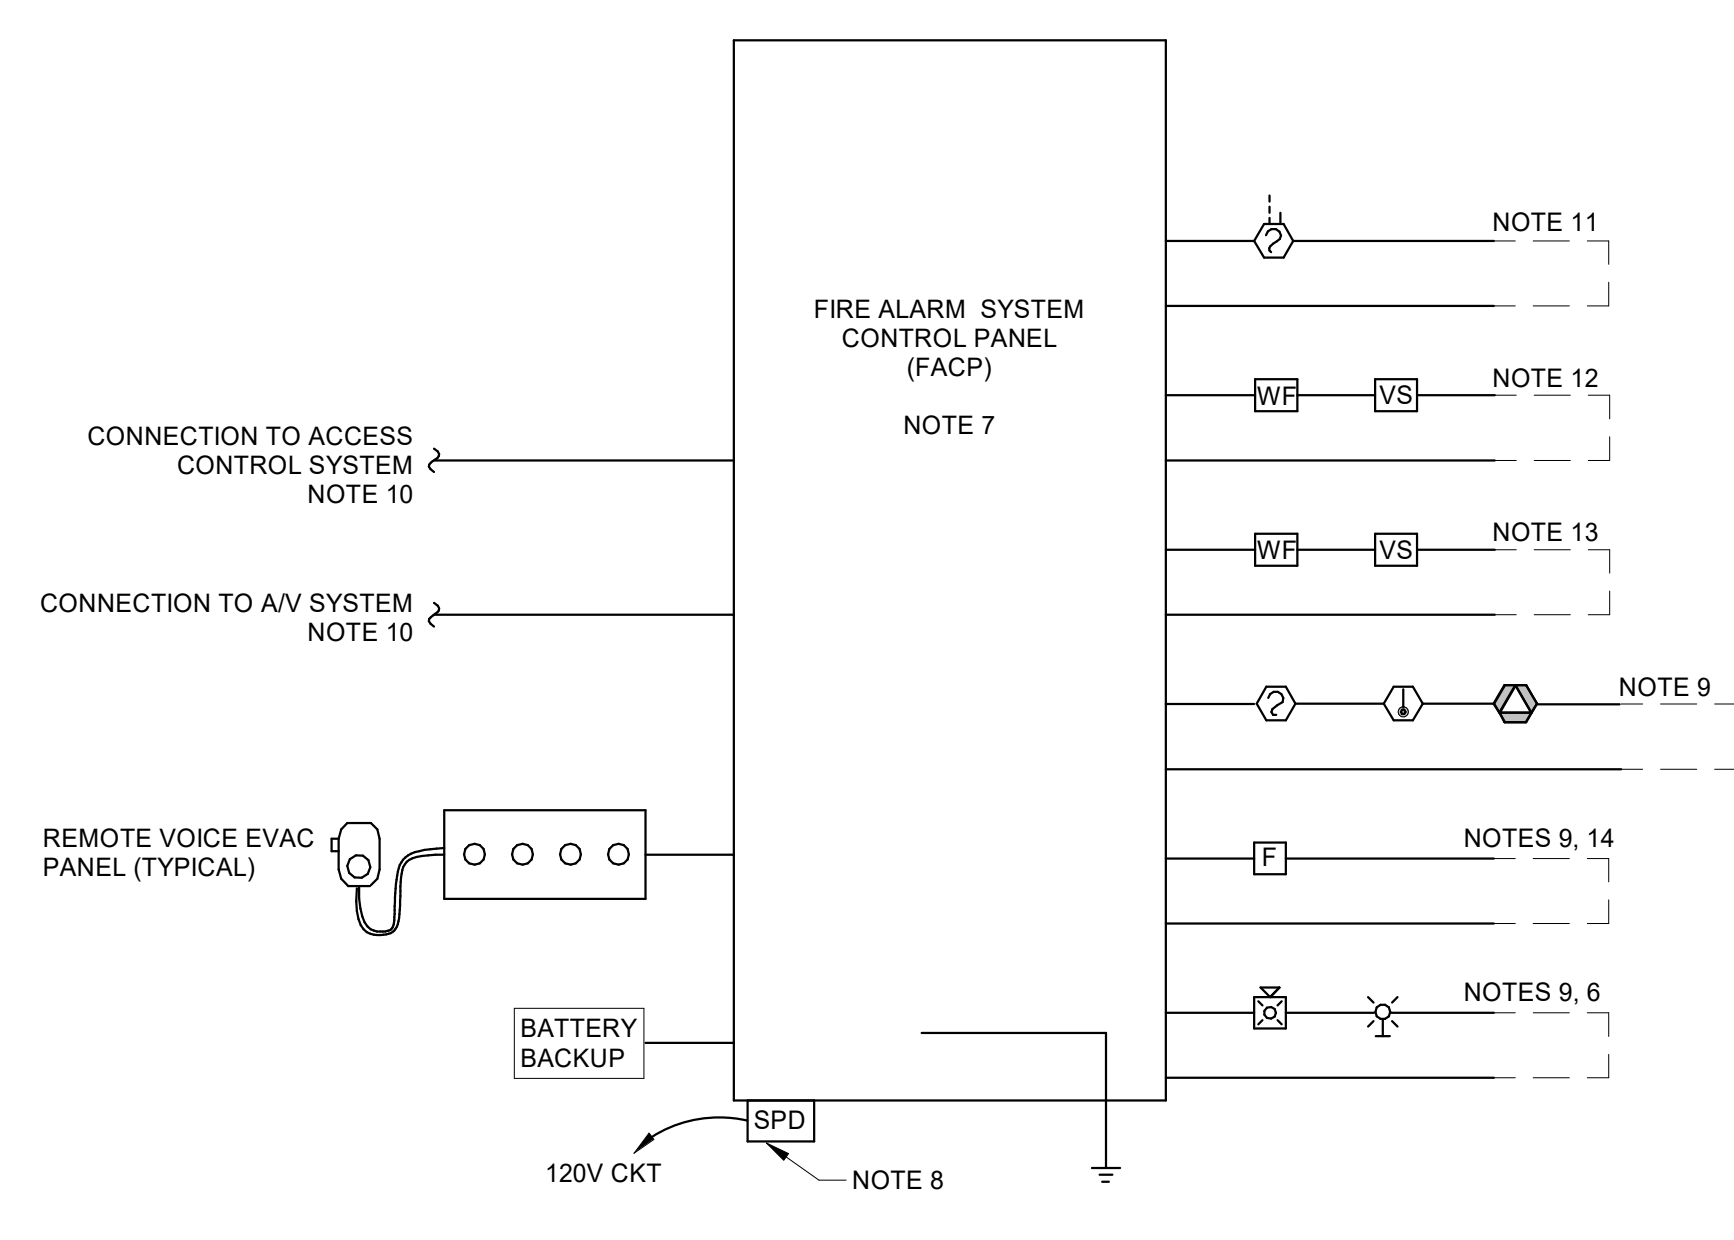 NOTE 11
FIRE ALARM  SYSTEM
CONTROL PANEL
(FACP)
NOTE 7
NOTE 12
WF
VS
CONNECTION TO ACCESS
CONTROL SYSTEM
NOTE 10
NOTE 13
WF
VS
CONNECTION TO A/V SYSTEM
NOTE 10
NOTE 9
REMOTE VOICE EVAC
PANEL (TYPICAL)
NOTES 9, 14
F
NOTES 9, 6
BATTERY
BACKUP
SPD
120V CKT
NOTE 8